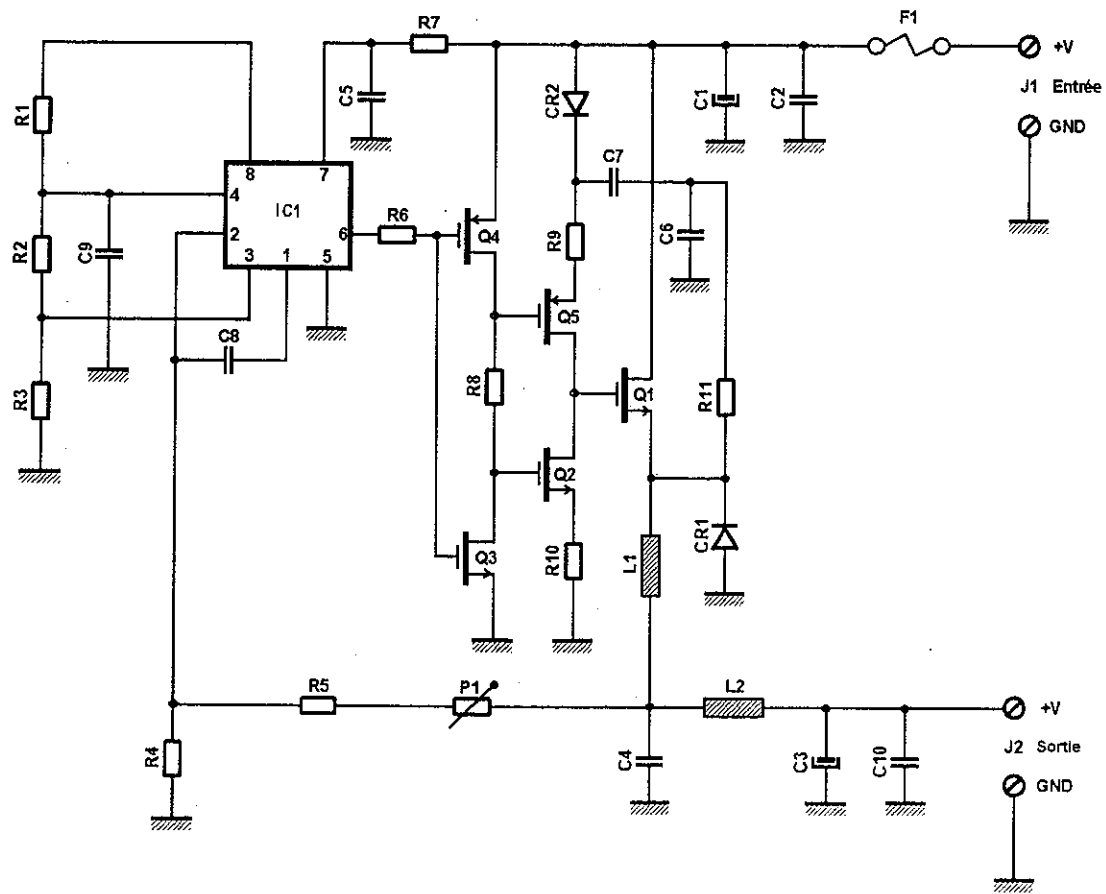 R7
F1
+V
J1 Entrée
GND
R1
C5
CR2
C1
C2
C7
8
7
4
IC1
2
6
3
1
5
R6
Q4
R9
C6
R2
C9
Q5
C8
R3
R8
Q1
R11
Q2
Q3
R10
L1
CR1
R5
P1
L2
+V
J2 Sortie
R4
C4
C3
C10
GND